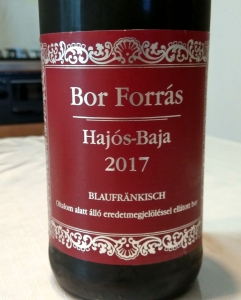 Bor Forrás
Hajós-Baja
2017
BLAUFRÄNKISCH
Oltalom alatt álló eredetmegjelöléssel ellátott bor